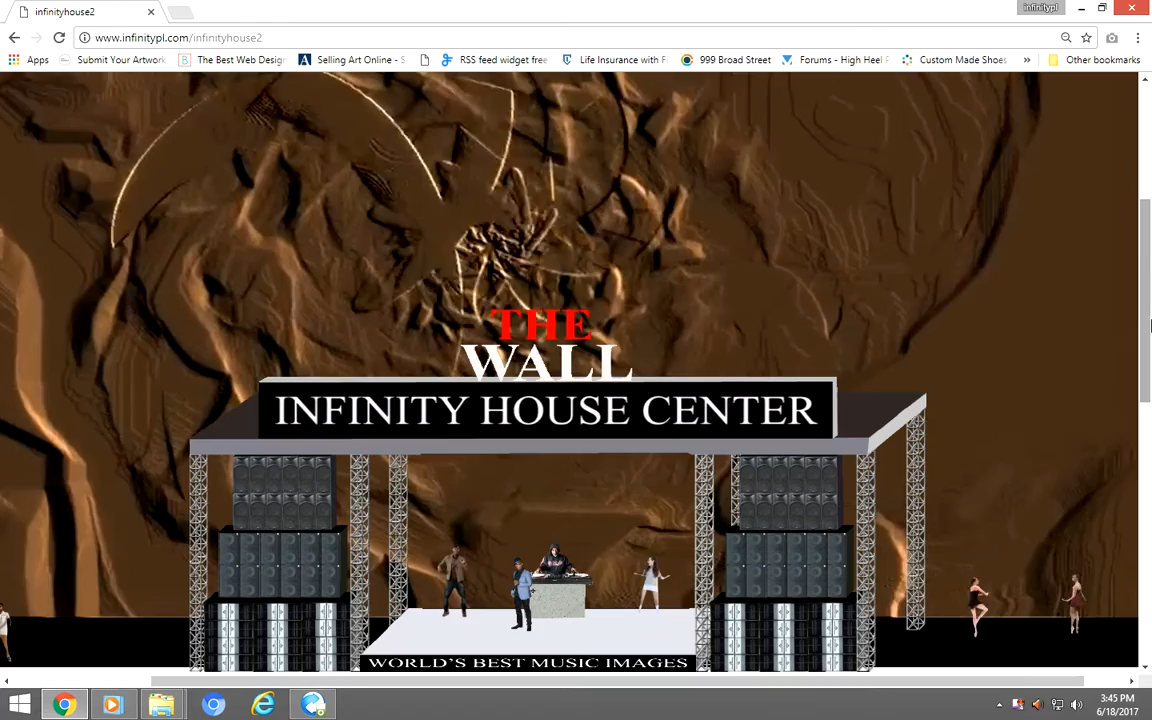 infinityhouse2
infinitypl
www.infinitypl.com/infinityhouse2
Apps
Submit Your Artwork
The Best Web Design
Selling Art Online - S
RSS feed widget free
Life Insurance with Fi
999 Broad Street
Forums - High Heel P
Custom Made Shoes
»
Other bookmarks
THE
WALL
INFINITY HOUSE CENTER
WORLD'S BEST MUSIC IMAGES
3:45 PM
6/18/2017